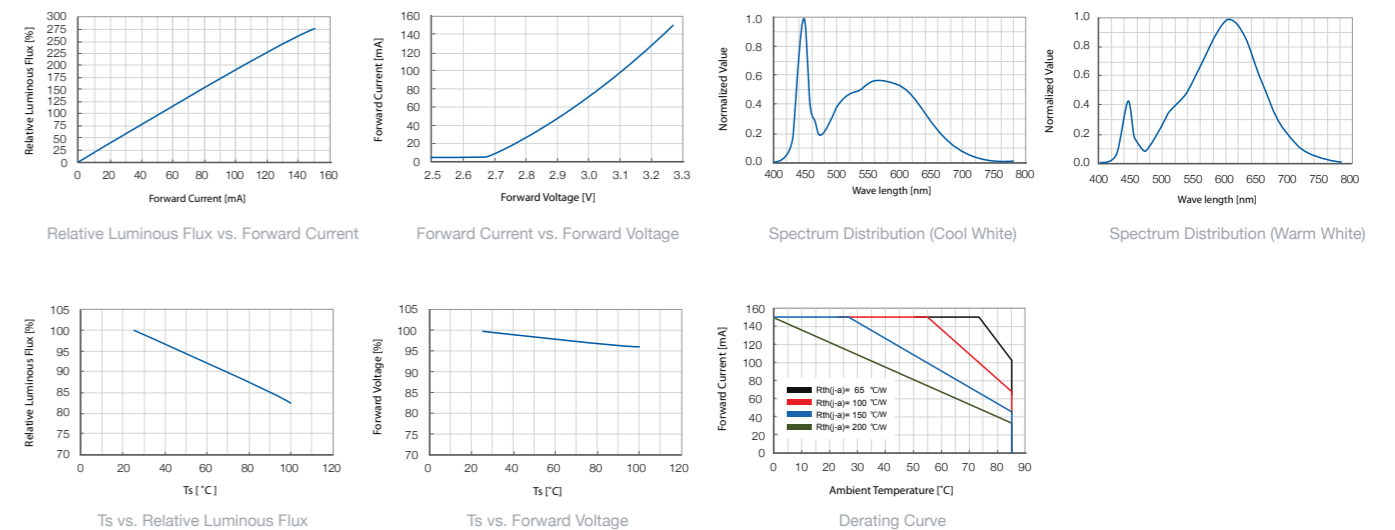 Relative Luminous Flux [%]
300
275
250
225
200
175
150
125
100
75
50
25
0
0 20 40 60 80 100 120 140 160
Forward Current [mA]
Relative Luminous Flux vs. Forward Current
Forward Current [mA]
160
140
120
100
80
60
40
20
0
2.5 2.6 2.7 2.8 2.9 3.0 3.1 3.2 3.3
Forward Voltage [V]
Forward Current vs. Forward Voltage
Normalized Value
1.0
0.8
0.6
0.4
0.2
0.0
400 450 500 550 600 650 700 750 800
Wave length [nm]
Spectrum Distribution (Cool White)
Normalized Value
1.0
0.8
0.6
0.4
0.2
0.0
400 450 500 550 600 650 700 750 800
Wave length [nm]
Spectrum Distribution (Warm White)
Relative Luminous Flux [%]
105
100
95
90
85
80
75
70
0 20 40 60 80 100 120
Ts [ ˚C ]
Ts vs. Relative Luminous Flux
Forward Voltage [%]
105
100
95
90
85
80
75
70
0 20 40 60 80 100 120
Ts [˚C]
Ts vs. Forward Voltage
Forward Current [mA]
160
140
120
100
80
60
40
20
0
Rth(j-a)= 65 ℃/W
Rth(j-a)= 100 ℃/W
Rth(j-a)= 150 ℃/W
Rth(j-a)= 200 ℃/W
0 10 20 30 40 50 60 70 80 90
Ambient Temperature [˚C]
Derating Curve